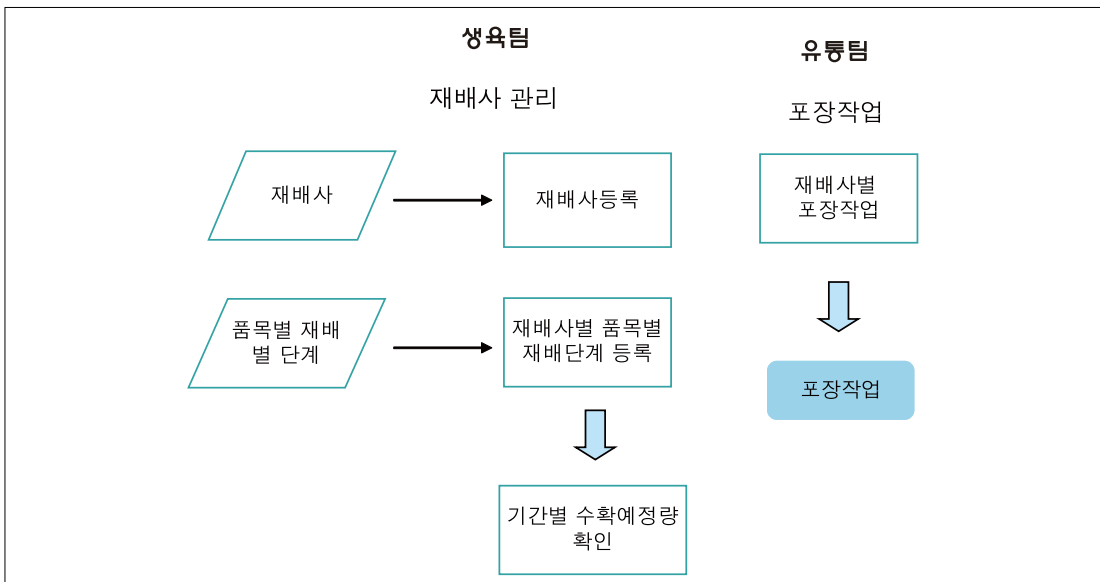 생육팀
재배사 관리
재배사
재배사등록
품목별 재배
별 단계
재배사별 품목별
재배단계 등록
기간별 수확예정량
확인
유통팀
포장작업
재배사별
포장작업
포장작업